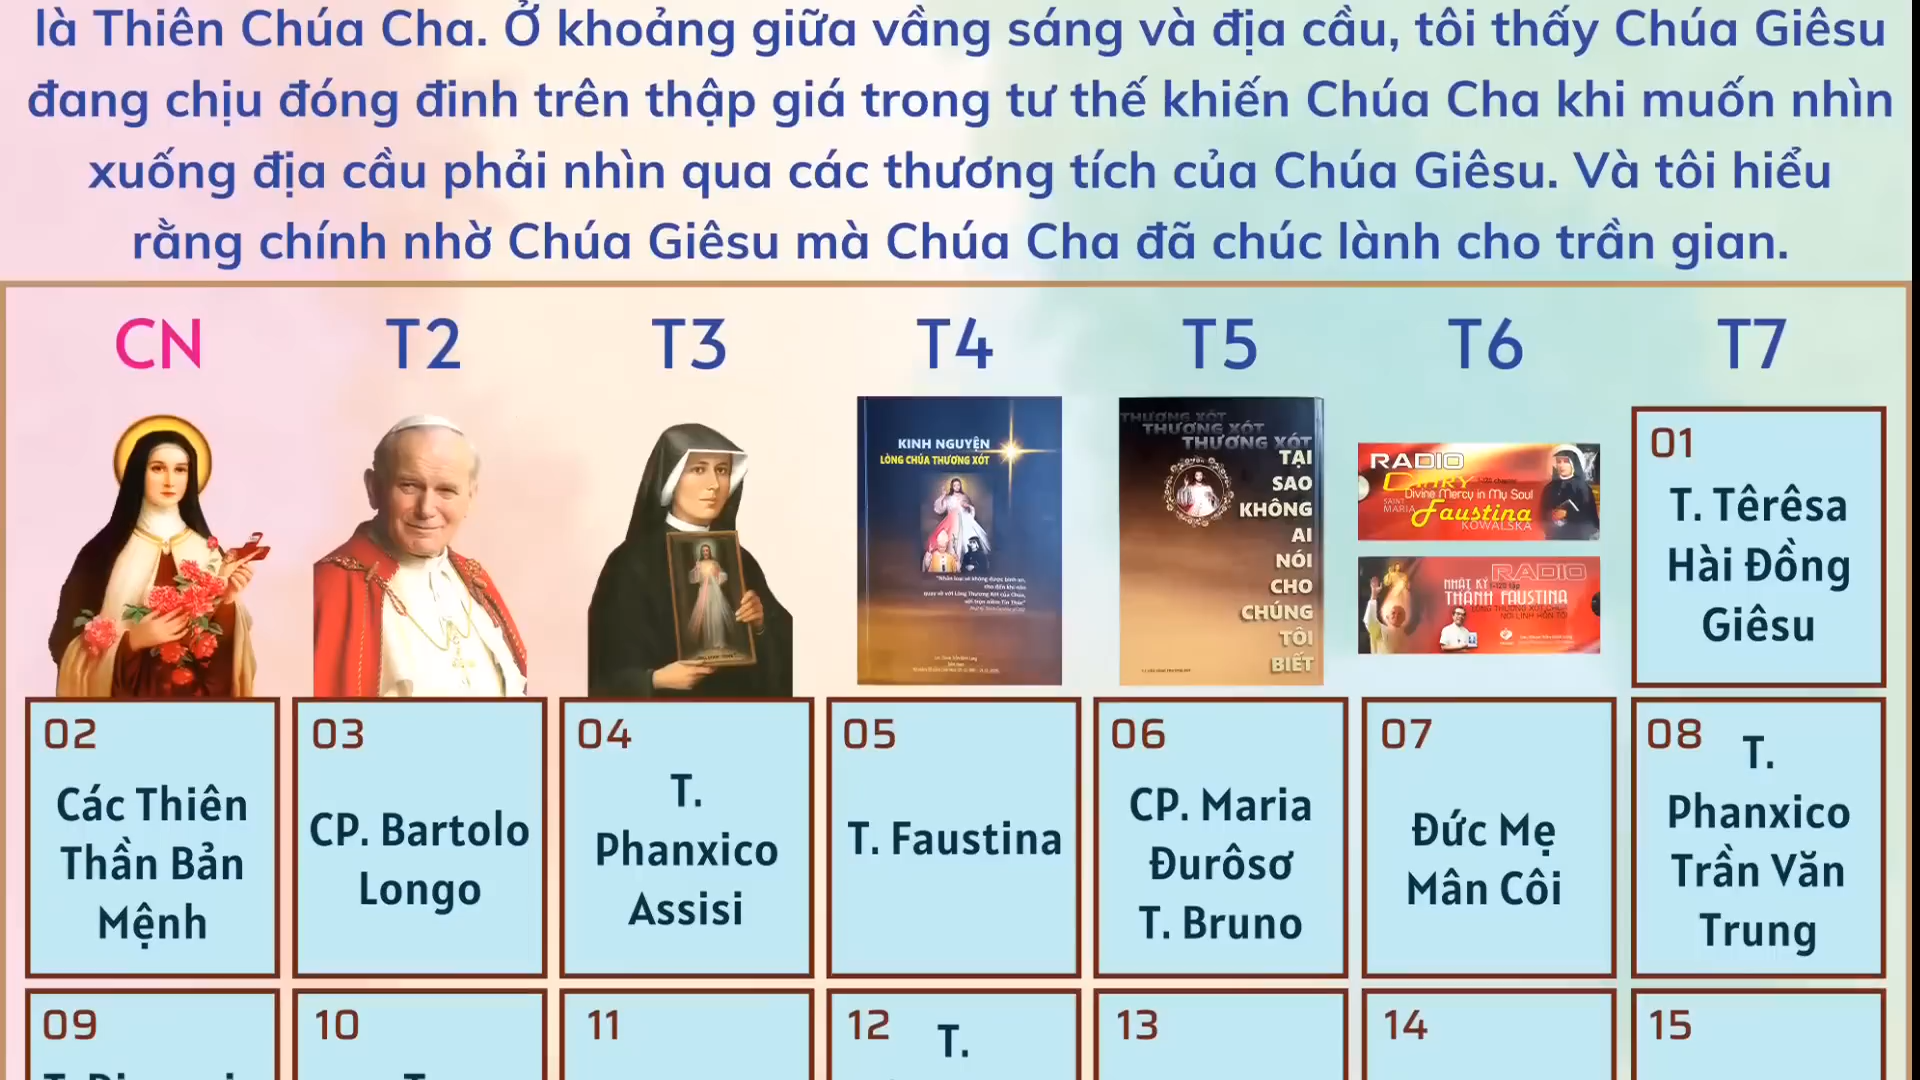 là Thiên Chúa Cha. Ở khoảng giữa vầng sáng và địa cầu, tôi thấy Chúa Giêsu
đang chịu đóng đinh trên thập giá trong tư thế khiến Chúa Cha khi muốn nhìn
xuống địa cầu phải nhìn qua các thương tích của Chúa Giêsu. Và tôi hiểu
rằng chính nhờ Chúa Giêsu mà Chúa Cha đã chúc lành cho trần gian.
CN T2 T3 T4 T5 T6 T7
KINH NGUYỆN
LÒNG CHÚA THƯƠNG XÓT
THƯƠNG XÓT
THƯƠNG XÓT
THƯƠNG XÓT
TẠI
SAO
KHÔNG
AI
NÓI
CHO
CHÚNG
TÔI
BIẾT
RADIO
DIARY
Divine Mercy in My Soul
SAINT
MARIA Faustina
KOWALSKA
RADIO
NHẬT KÝ
THÁNH FAUSTINA
01
T. Têrêsa
Hài Đồng
Giêsu
02
Các Thiên
Thần Bản
Mệnh
03
CP. Bartolo
Longo
04
T.
Phanxico
Assisi
05
T. Faustina
06
CP. Maria
Đurôsơ
T. Bruno
07
Đức Mẹ
Mân Côi
08
T.
Phanxico
Trần Văn
Trung
09
10
11
12
T.
13
14
15